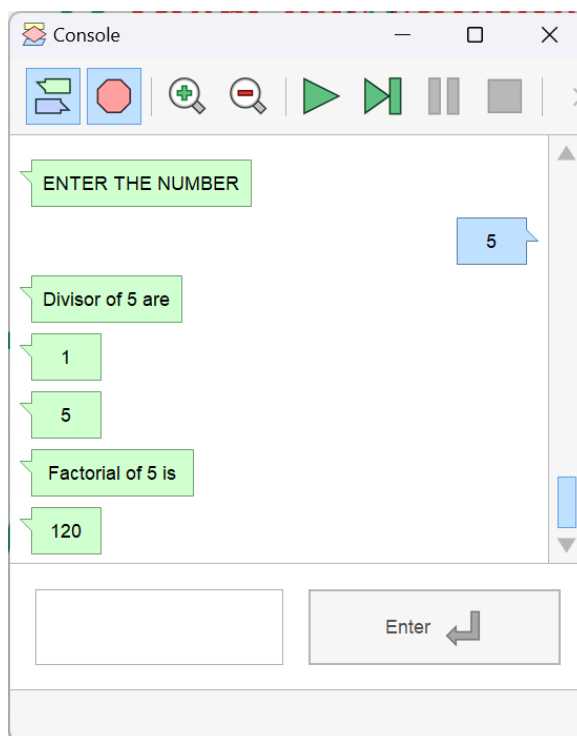 Console
ENTER THE NUMBER
5
Divisor of 5 are
1
5
Factorial of 5 is
120
Enter